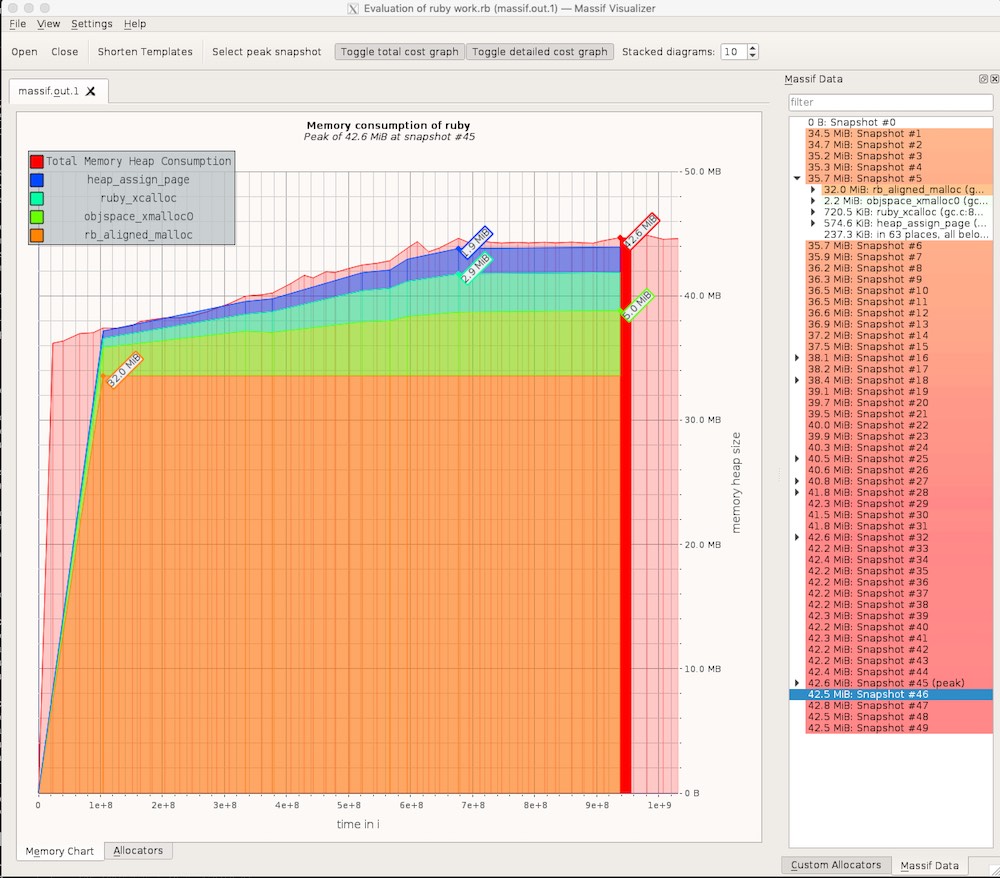 Evaluation of ruby work.rb (massif.out.1) — Massif Visualizer
File View Settings Help
Open Close Shorten Templates Select peak snapshot Toggle total cost graph Toggle detailed cost graph Stacked diagrams: 10
massif.out.1
Memory consumption of ruby
Peak of 42.6 MiB at snapshot #45
Total Memory Heap Consumption
heap_assign_page
ruby_xcalloc
objspace_xmalloc0
rb_aligned_malloc
50.0 MB
40.0 MB
30.0 MB
20.0 MB
10.0 MB
0 B
memory heap size
42.6 MiB
1.9 MiB
2.9 MiB
5.0 MiB
32.0 MiB
0 1e+8 2e+8 3e+8 4e+8 5e+8 6e+8 7e+8 8e+8 9e+8 1e+9
time in i
Memory Chart Allocators
Massif Data
filter
0 B: Snapshot #0
34.5 MiB: Snapshot #1
34.7 MiB: Snapshot #2
35.2 MiB: Snapshot #3
35.3 MiB: Snapshot #4
35.7 MiB: Snapshot #5
32.0 MiB: rb_aligned_malloc (g...
2.2 MiB: objspace_xmalloc0 (gc...
720.5 KiB: ruby_xcalloc (gc.c:8...
574.6 KiB: heap_assign_page (...
237.3 KiB: in 63 places, all belo...
35.7 MiB: Snapshot #6
35.9 MiB: Snapshot #7
36.2 MiB: Snapshot #8
36.3 MiB: Snapshot #9
36.5 MiB: Snapshot #10
36.5 MiB: Snapshot #11
36.6 MiB: Snapshot #12
36.9 MiB: Snapshot #13
37.2 MiB: Snapshot #14
37.5 MiB: Snapshot #15
38.1 MiB: Snapshot #16
38.2 MiB: Snapshot #17
38.4 MiB: Snapshot #18
39.1 MiB: Snapshot #19
39.7 MiB: Snapshot #20
39.5 MiB: Snapshot #21
40.0 MiB: Snapshot #22
39.9 MiB: Snapshot #23
40.3 MiB: Snapshot #24
40.5 MiB: Snapshot #25
40.6 MiB: Snapshot #26
40.8 MiB: Snapshot #27
41.8 MiB: Snapshot #28
42.3 MiB: Snapshot #29
41.5 MiB: Snapshot #30
41.8 MiB: Snapshot #31
42.6 MiB: Snapshot #32
42.2 MiB: Snapshot #33
42.4 MiB: Snapshot #34
42.2 MiB: Snapshot #35
42.2 MiB: Snapshot #36
42.2 MiB: Snapshot #37
42.2 MiB: Snapshot #38
42.3 MiB: Snapshot #39
42.2 MiB: Snapshot #40
42.3 MiB: Snapshot #41
42.2 MiB: Snapshot #42
42.2 MiB: Snapshot #43
42.4 MiB: Snapshot #44
42.6 MiB: Snapshot #45 (peak)
42.5 MiB: Snapshot #46
42.8 MiB: Snapshot #47
42.5 MiB: Snapshot #48
42.5 MiB: Snapshot #49
Custom Allocators Massif Data